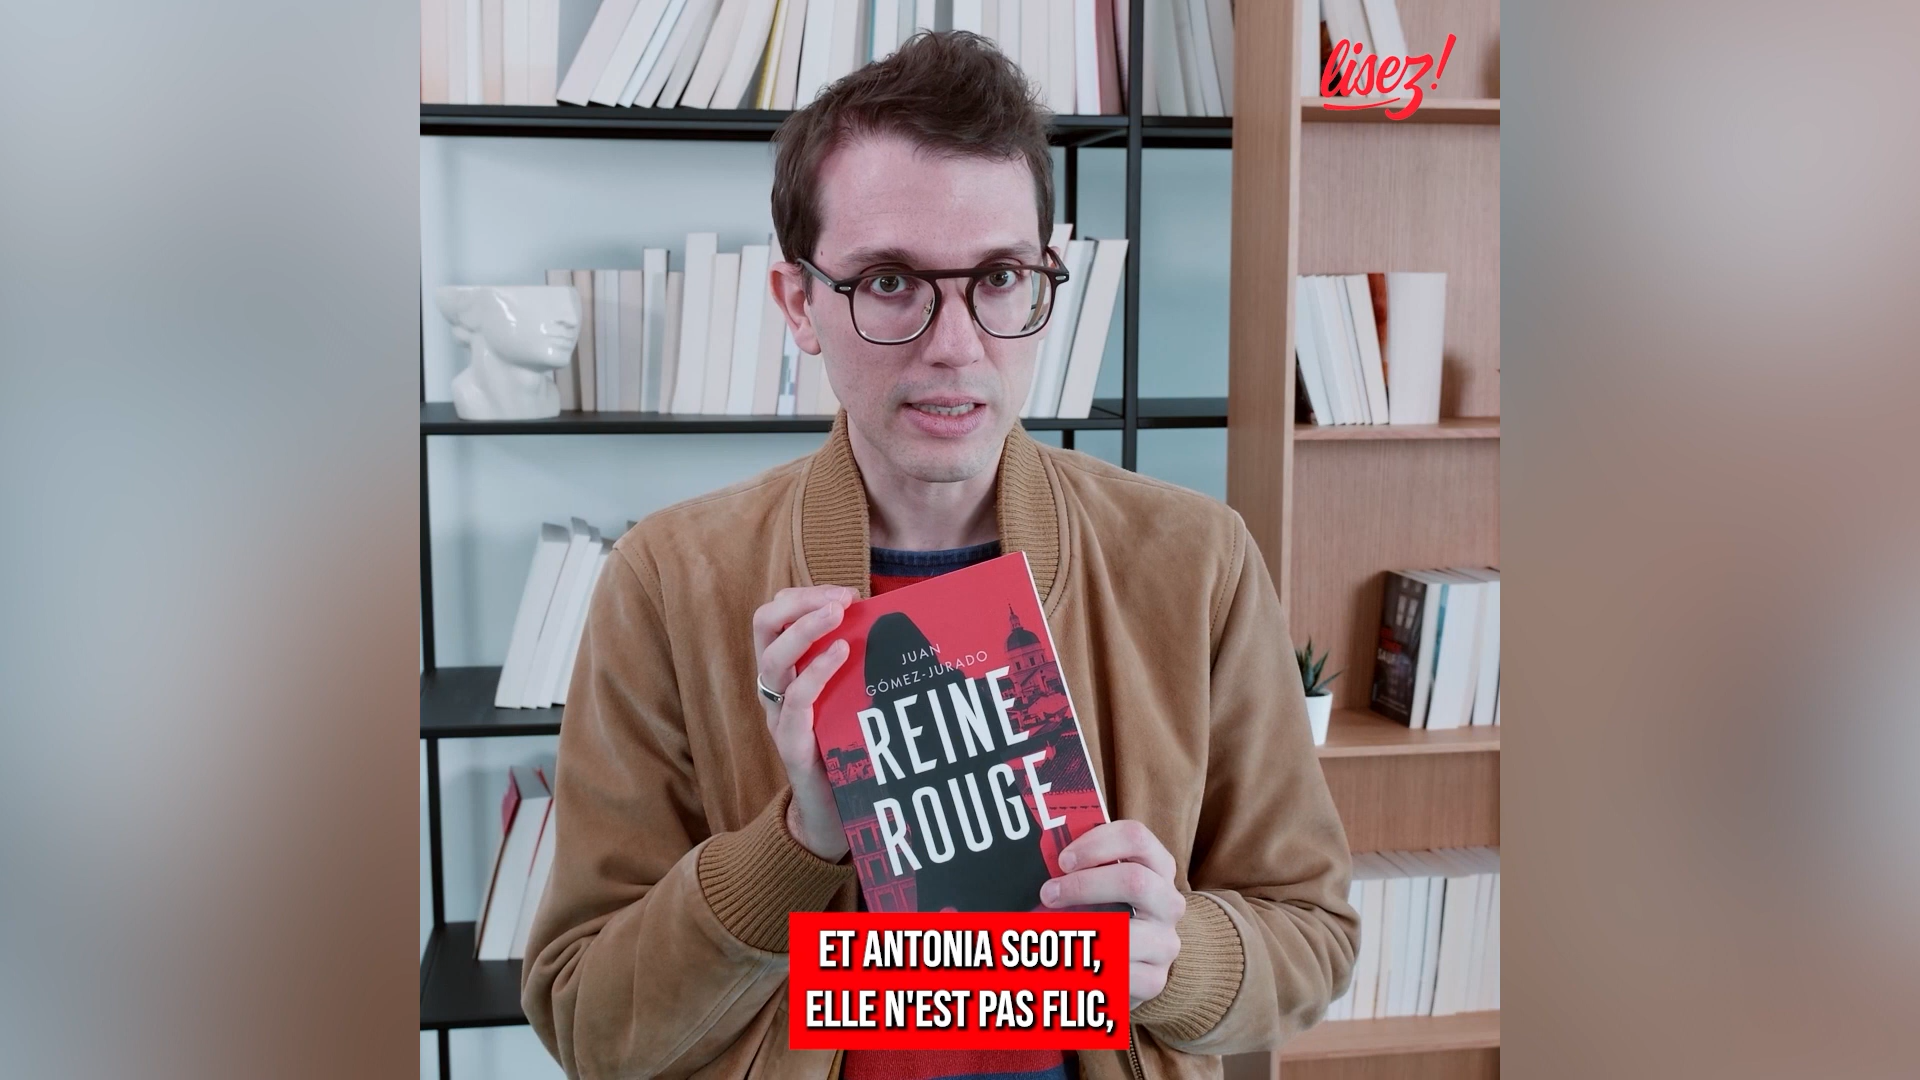 lisez!
JUAN
GÓMEZ-JURADO
REINE
ROUGE
ET ANTONIA SCOTT,
ELLE N'EST PAS FLIC,